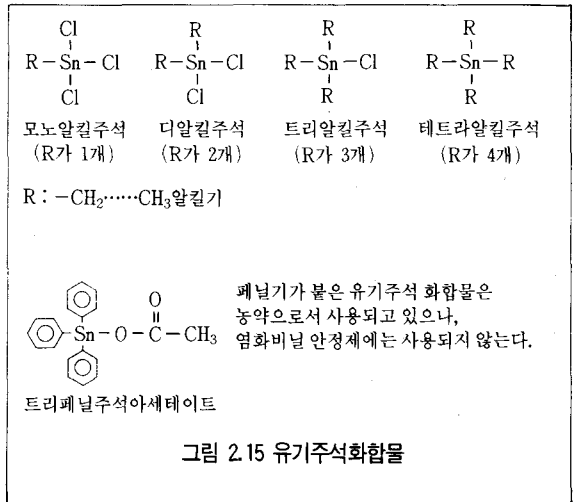 Cl R R R
R－Sn－Cl R－Sn－Cl R－Sn－Cl R－Sn－R
Cl Cl R R
모노알킬주석 디알킬주석 트리알킬주석 테트라알킬주석
(R가 1개) (R가 2개) (R가 3개) (R가 4개)
R：－CH₂⋯⋯CH₃알킬기
O
Sn－O－C－CH₃
트리페닐주석아세테이트
페닐기가 붙은 유기주석 화합물은
농약으로서 사용되고 있으나,
염화비닐 안정제에는 사용되지 않는다.
그림 2.15 유기주석화합물